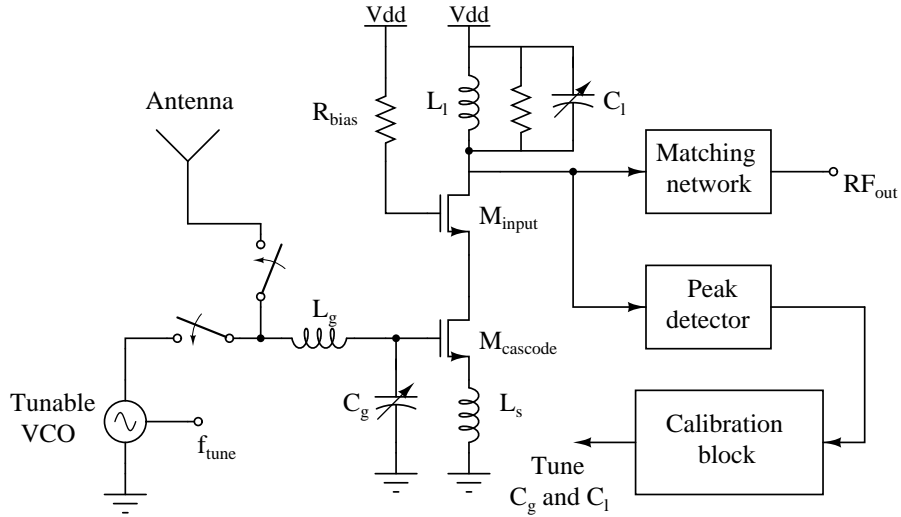 Vdd
Vdd
Antenna
R_bias
L_l
C_l
Matching
network
RF_out
M_input
L_g
Peak
detector
M_cascode
Tunable
VCO
f_tune
C_g
L_s
Calibration
block
Tune
C_g and C_l